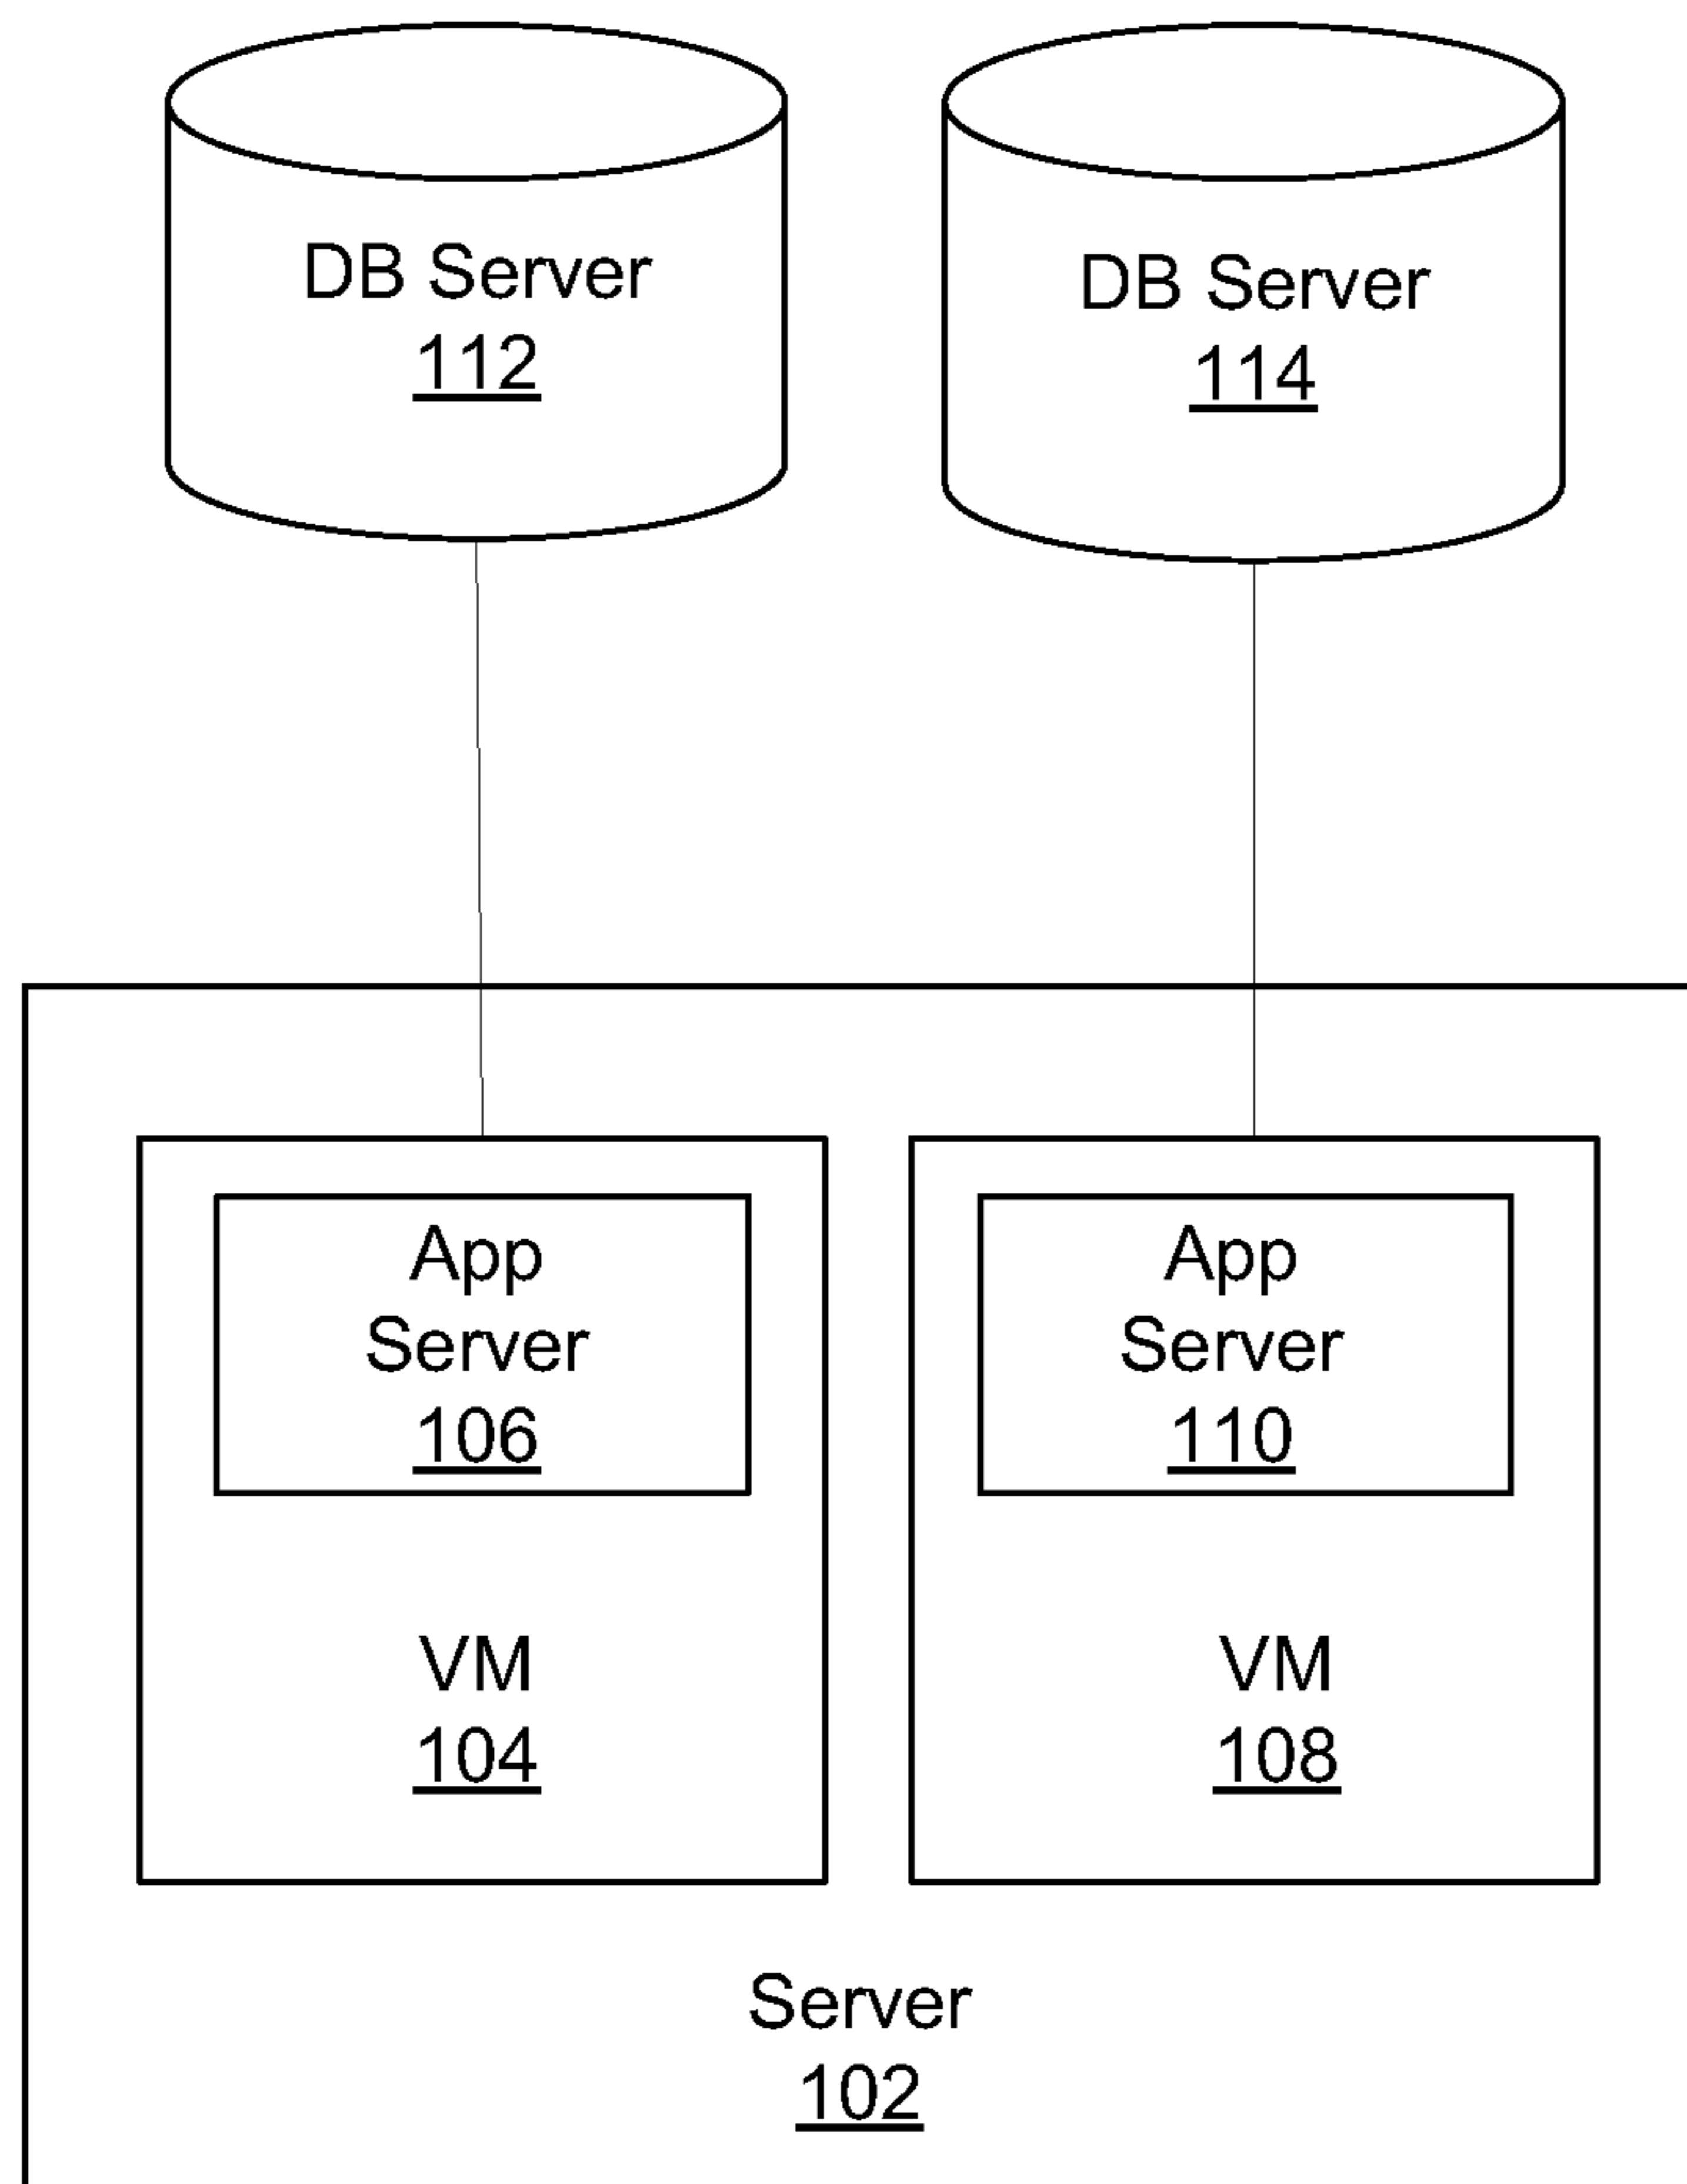 DB Server
112
DB Server
114
App
Server
106
App
Server
110
VM
104
VM
108
Server
102